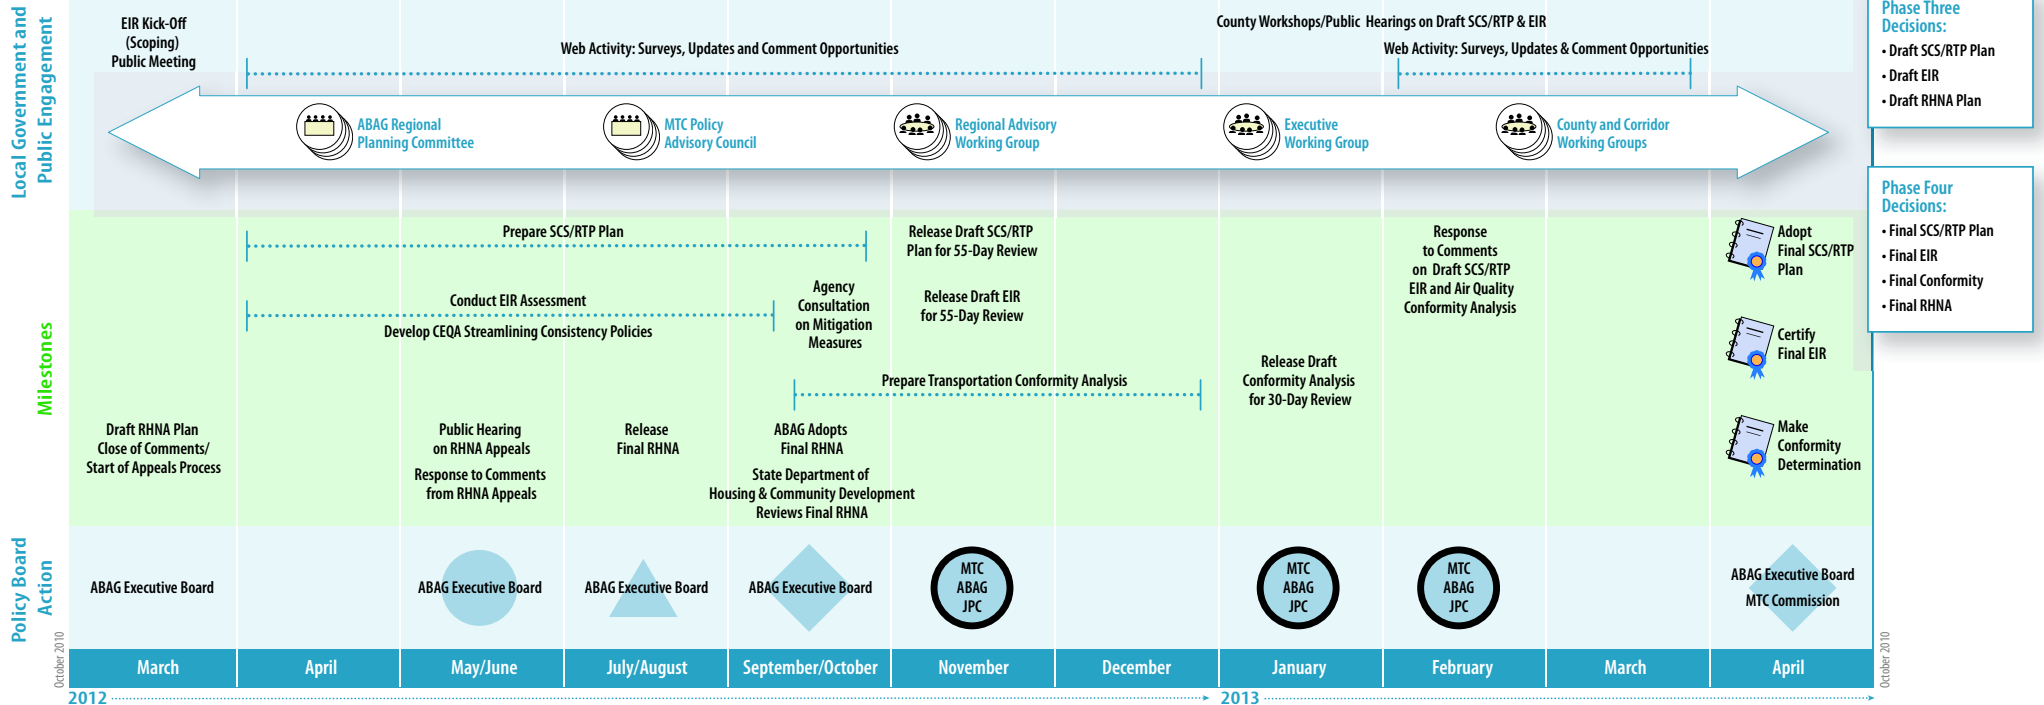 Local Government and
Public Engagement
EIR Kick-Off
(Scoping)
Public Meeting
Web Activity: Surveys, Updates and Comment Opportunities
County Workshops/Public Hearings on Draft SCS/RTP & EIR
Web Activity: Surveys, Updates & Comment Opportunities
ABAG Regional
Planning Committee
MTC Policy
Advisory Council
Regional Advisory
Working Group
Executive
Working Group
County and Corridor
Working Groups
Phase Three
Decisions:
• Draft SCS/RTP Plan
• Draft EIR
• Draft RHNA Plan
Phase Four
Decisions:
• Final SCS/RTP Plan
• Final EIR
• Final Conformity
• Final RHNA
Milestones
Prepare SCS/RTP Plan
Release Draft SCS/RTP
Plan for 55-Day Review
Response
to Comments
on Draft SCS/RTP
EIR and Air Quality
Conformity Analysis
Adopt
Final SCS/RTP
Plan
Conduct EIR Assessment
Develop CEQA Streamlining Consistency Policies
Agency
Consultation
on Mitigation
Measures
Release Draft EIR
for 55-Day Review
Certify
Final EIR
Prepare Transportation Conformity Analysis
Release Draft
Conformity Analysis
for 30-Day Review
Draft RHNA Plan
Close of Comments/
Start of Appeals Process
Public Hearing
on RHNA Appeals
Response to Comments
from RHNA Appeals
Release
Final RHNA
ABAG Adopts
Final RHNA
State Department of
Housing & Community Development
Reviews Final RHNA
Make
Conformity
Determination
Policy Board
Action
ABAG Executive Board
ABAG Executive Board
ABAG Executive Board
ABAG Executive Board
MTC
ABAG
JPC
MTC
ABAG
JPC
MTC
ABAG
JPC
ABAG Executive Board
MTC Commission
October 2010
March
April
May/June
July/August
September/October
November
December
January
February
March
April
October 2010
2012
2013